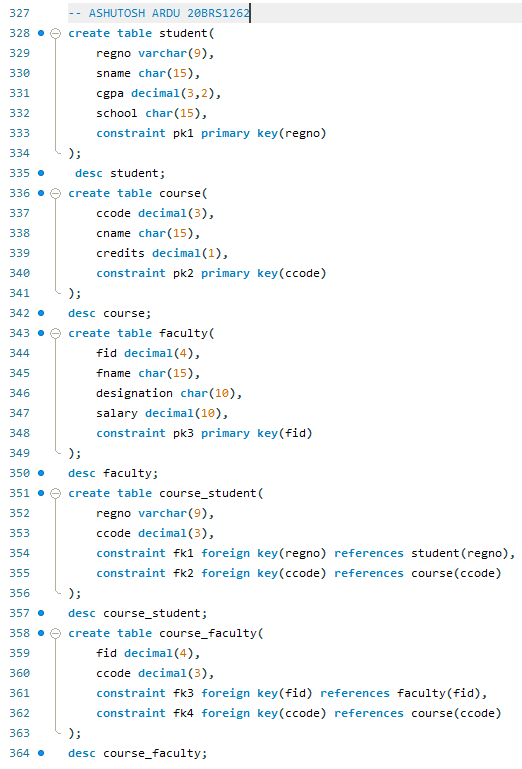 327 -- ASHUTOSH ARDU 20BRS1262
328 create table student(
329 regno varchar(9),
330 sname char(15),
331 cgpa decimal(3,2),
332 school char(15),
333 constraint pk1 primary key(regno)
334 );
335 desc student;
336 create table course(
337 ccode decimal(3),
338 cname char(15),
339 credits decimal(1),
340 constraint pk2 primary key(ccode)
341 );
342 desc course;
343 create table faculty(
344 fid decimal(4),
345 fname char(15),
346 designation char(10),
347 salary decimal(10),
348 constraint pk3 primary key(fid)
349 );
350 desc faculty;
351 create table course_student(
352 regno varchar(9),
353 ccode decimal(3),
354 constraint fk1 foreign key(regno) references student(regno),
355 constraint fk2 foreign key(ccode) references course(ccode)
356 );
357 desc course_student;
358 create table course_faculty(
359 fid decimal(4),
360 ccode decimal(3),
361 constraint fk3 foreign key(fid) references faculty(fid),
362 constraint fk4 foreign key(ccode) references course(ccode)
363 );
364 desc course_faculty;